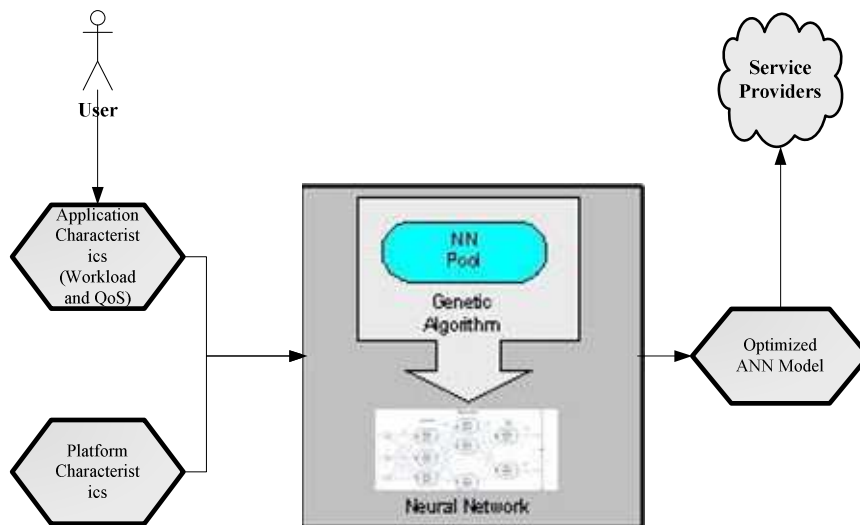 User
Application
Characterist
ics
(Workload
and QoS)
Platform
Characterist
ics
NN
Pool
Genetic
Algorithm
Neural Network
Optimized
ANN Model
Service
Providers